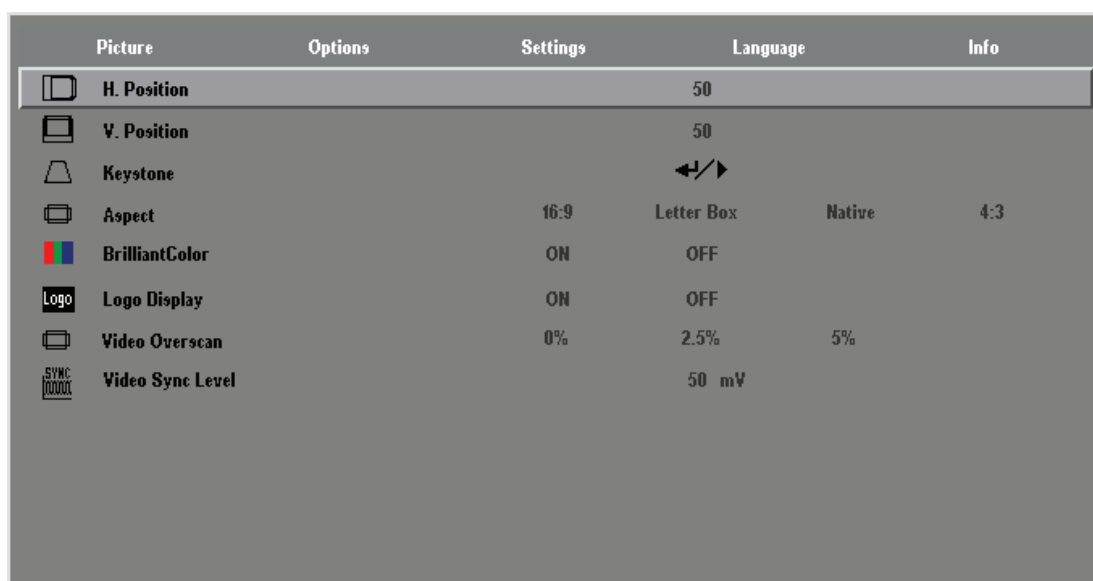 Picture Options Settings Language Info
H. Position 50
V. Position 50
Keystone
Aspect 16:9 Letter Box Native 4:3
BrilliantColor ON OFF
Logo Logo Display ON OFF
Video Overscan 0% 2.5% 5%
SYNC Video Sync Level 50 mV